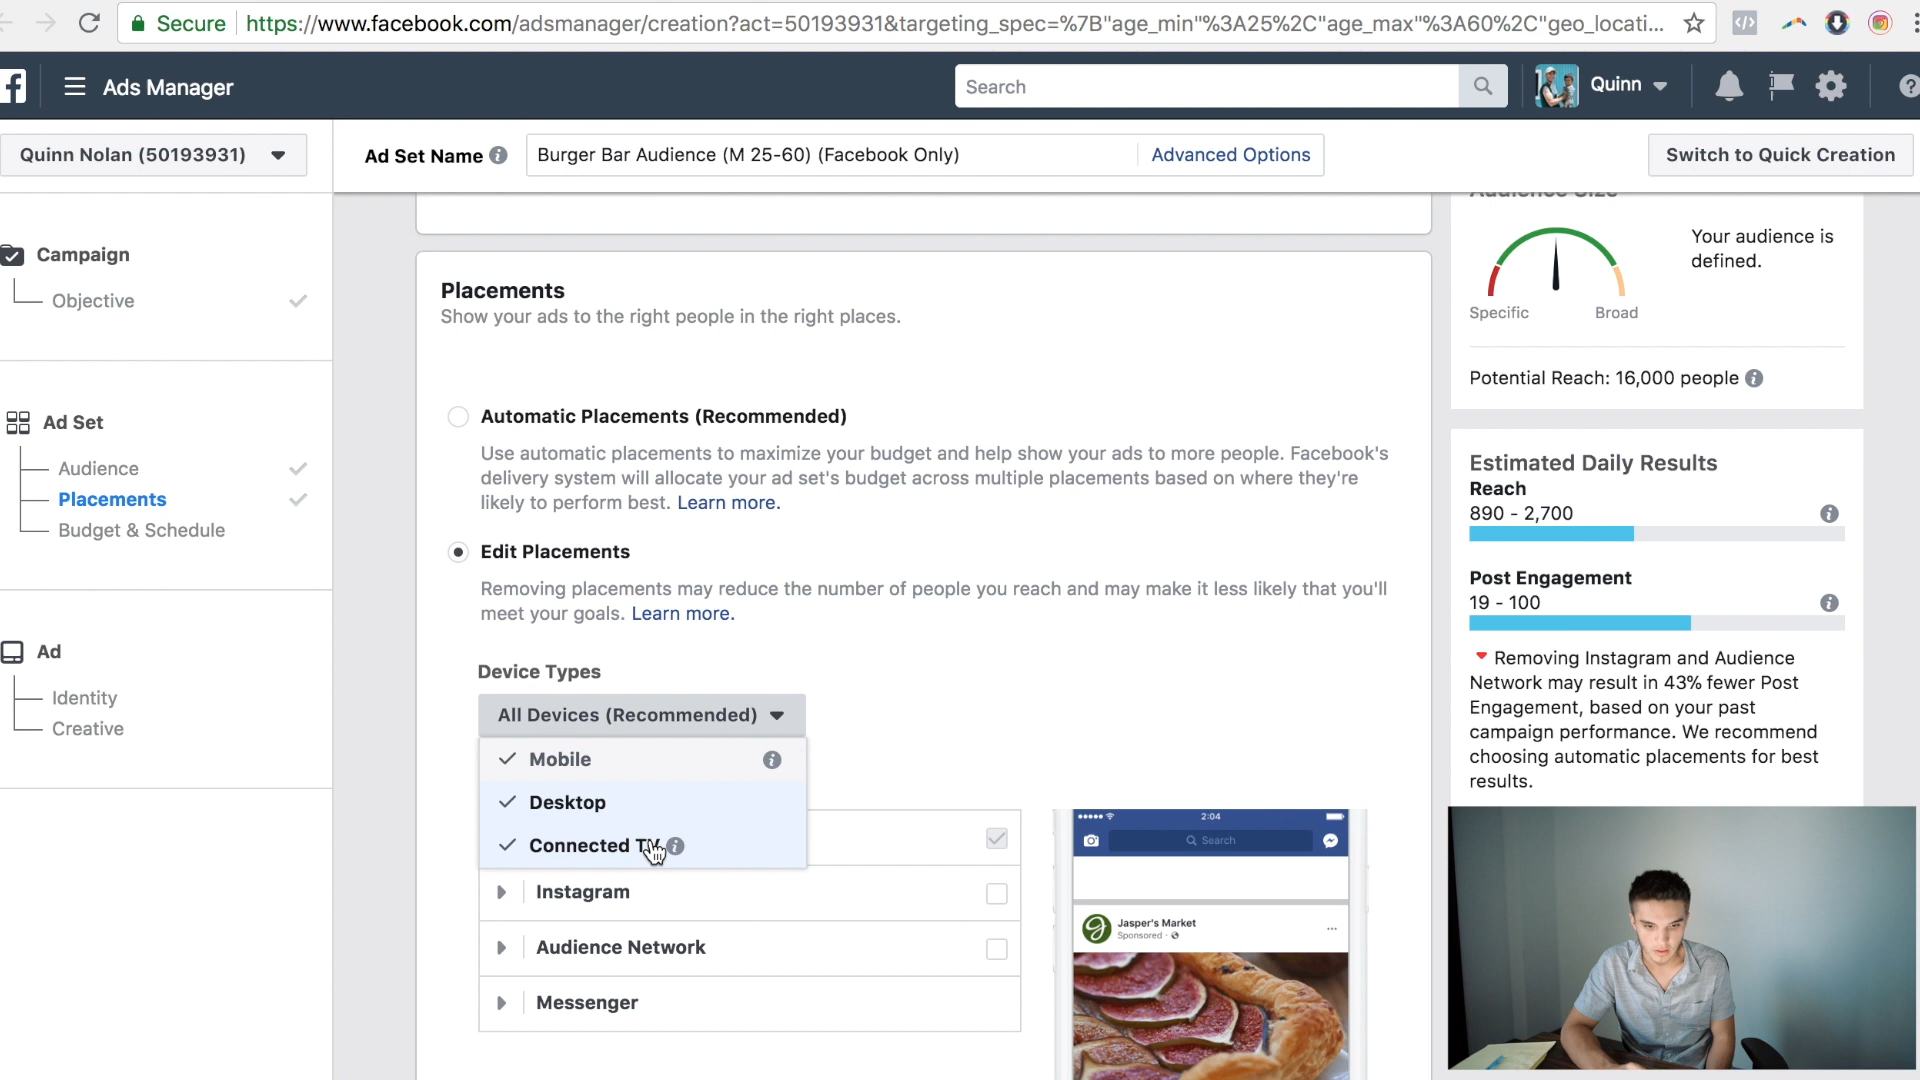 Secure
https://www.facebook.com/adsmanager/creation?act=50193931&targeting_spec=%7B"age_min"%3A25%2C"age_max"%3A60%2C"geo_locati...
Ads Manager
Search
Quinn
Quinn Nolan (50193931)
Ad Set Name
Burger Bar Audience (M 25-60) (Facebook Only)
Advanced Options
Switch to Quick Creation
Campaign
Objective
Ad Set
Audience
Placements
Budget & Schedule
Ad
Identity
Creative
Placements
Show your ads to the right people in the right places.
Automatic Placements (Recommended)
Use automatic placements to maximize your budget and help show your ads to more people. Facebook's
delivery system will allocate your ad set's budget across multiple placements based on where they're
likely to perform best. Learn more.
Edit Placements
Removing placements may reduce the number of people you reach and may make it less likely that you'll
meet your goals. Learn more.
Device Types
All Devices (Recommended)
Mobile
Desktop
Connected TV
Instagram
Audience Network
Messenger
2:04
Search
Jasper's Market
Sponsored
Audience Size
Your audience is
defined.
Specific
Broad
Potential Reach: 16,000 people
Estimated Daily Results
Reach
890 - 2,700
Post Engagement
19 - 100
Removing Instagram and Audience
Network may result in 43% fewer Post
Engagement, based on your past
campaign performance. We recommend
choosing automatic placements for best
results.